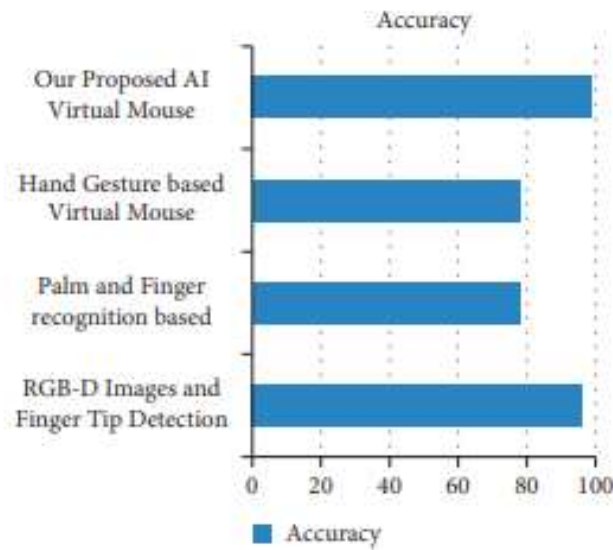 Accuracy
Our Proposed AI
Virtual Mouse
Hand Gesture based
Virtual Mouse
Palm and Finger
recognition based
RGB-D Images and
Finger Tip Detection
0 20 40 60 80 100
Accuracy